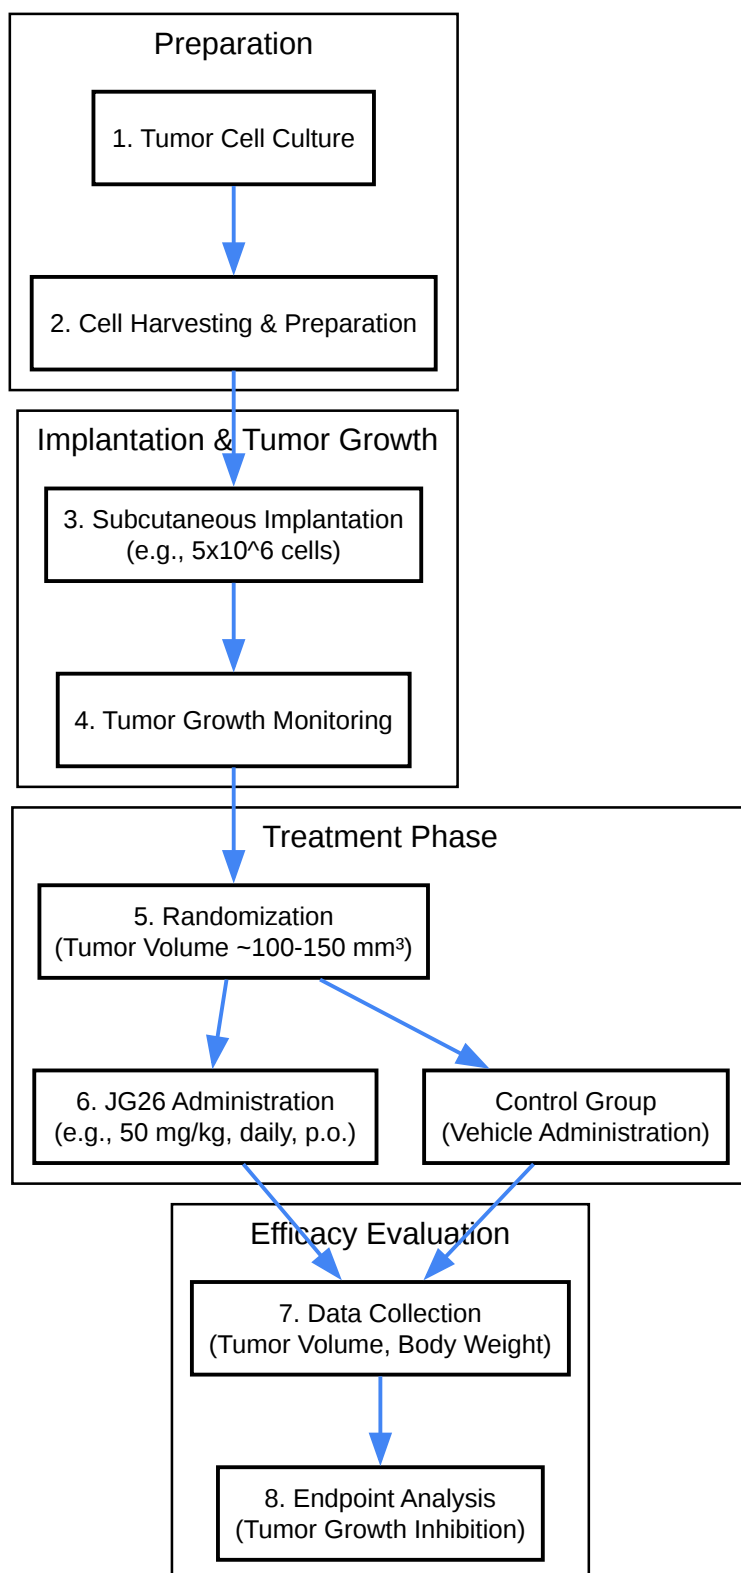 Preparation
1. Tumor Cell Culture
2. Cell Harvesting & Preparation
Implantation & Tumor Growth
3. Subcutaneous Implantation
(e.g., 5x10^6 cells)
4. Tumor Growth Monitoring
Treatment Phase
5. Randomization
(Tumor Volume ~100-150 mm³)
6. JG26 Administration
(e.g., 50 mg/kg, daily, p.o.)
Control Group
(Vehicle Administration)
Efficacy Evaluation
7. Data Collection
(Tumor Volume, Body Weight)
8. Endpoint Analysis
(Tumor Growth Inhibition)